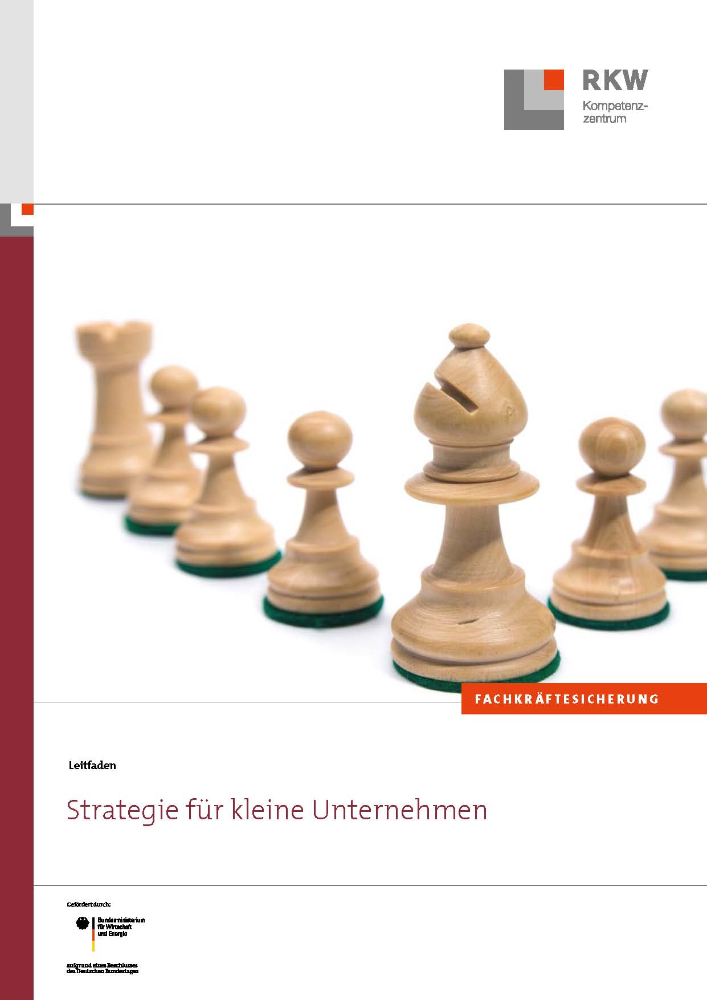 RKW
Kompetenz-
zentrum
FACHKRÄFTESICHERUNG
Leitfaden
Strategie für kleine Unternehmen
Gefördert durch:
Bundesministerium
für Wirtschaft
und Energie
aufgrund eines Beschlusses
des Deutschen Bundestages